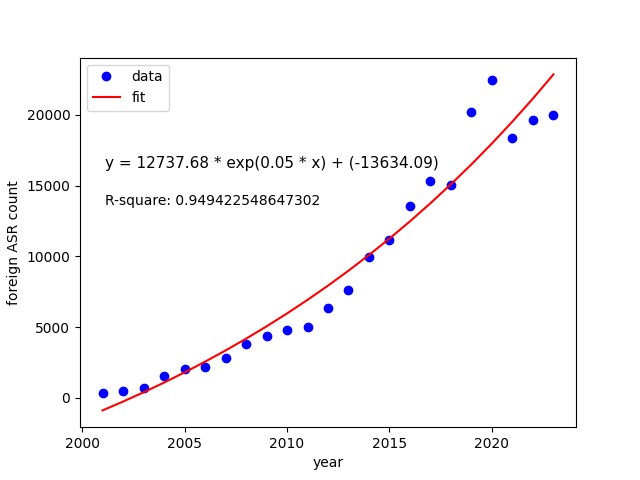 data
fit
y = 12737.68 * exp(0.05 * x) + (-13634.09)
R-square: 0.949422548647302
foreign ASR count
20000
15000
10000
5000
0
2000 2005 2010 2015 2020
year